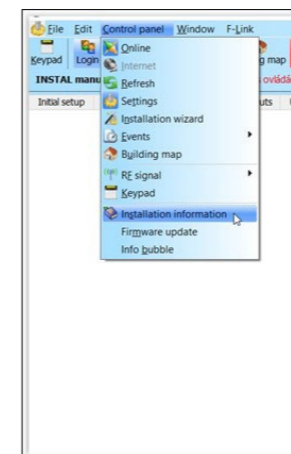 File Edit Control panel Window F-Link
Keypad Login g map
INSTAL manu ovládá
Initial setup uts
Online
Internet
Refresh
Settings
Installation wizard
Events
Building map
RF signal
Keypad
Installation information
Firmware update
Info bubble